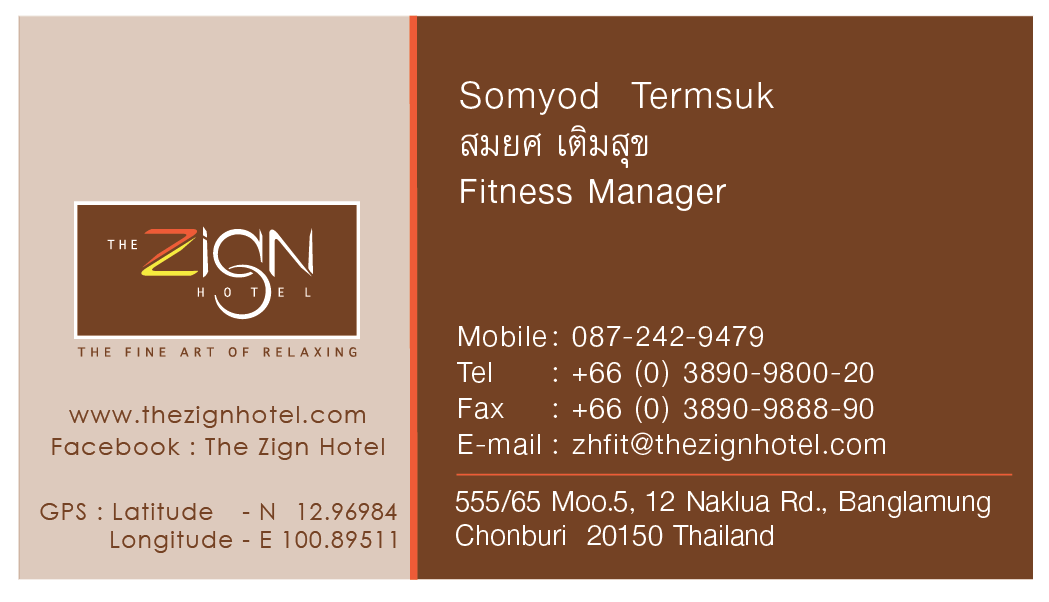 THE ZiGN
HOTEL
THE FINE ART OF RELAXING
www.thezignhotel.com
Facebook : The Zign Hotel
GPS : Latitude - N 12.96984
Longitude - E 100.89511
Somyod Termsuk
สมยศ เติมสุข
Fitness Manager
Mobile : 087-242-9479
Tel : +66 (0) 3890-9800-20
Fax : +66 (0) 3890-9888-90
E-mail : zhfit@thezignhotel.com
555/65 Moo.5, 12 Naklua Rd., Banglamung
Chonburi 20150 Thailand